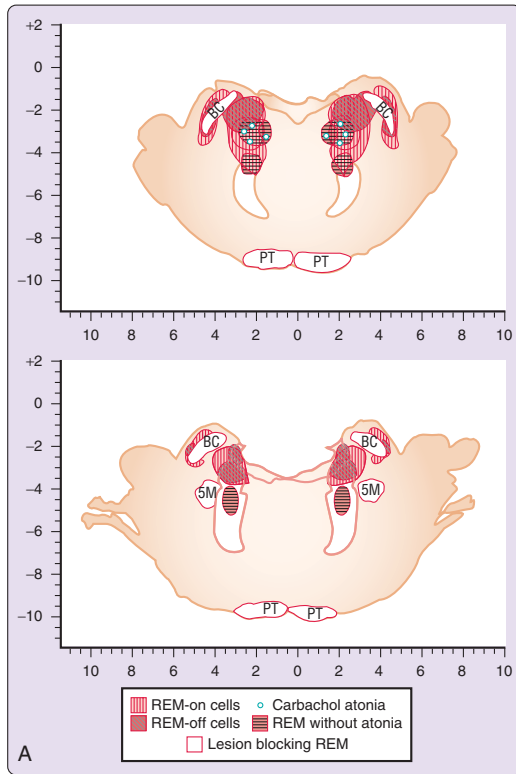 +2
0
−2
−4
−6
−8
−10
BC BC
PT PT
10 8 6 4 2 0 2 4 6 8 10
+2
0
−2
−4
−6
−8
−10
BC BC
5M 5M
PT PT
10 8 6 4 2 0 2 4 6 8 10
REM-on cells Carbachol atonia
REM-off cells REM without atonia
Lesion blocking REM
A